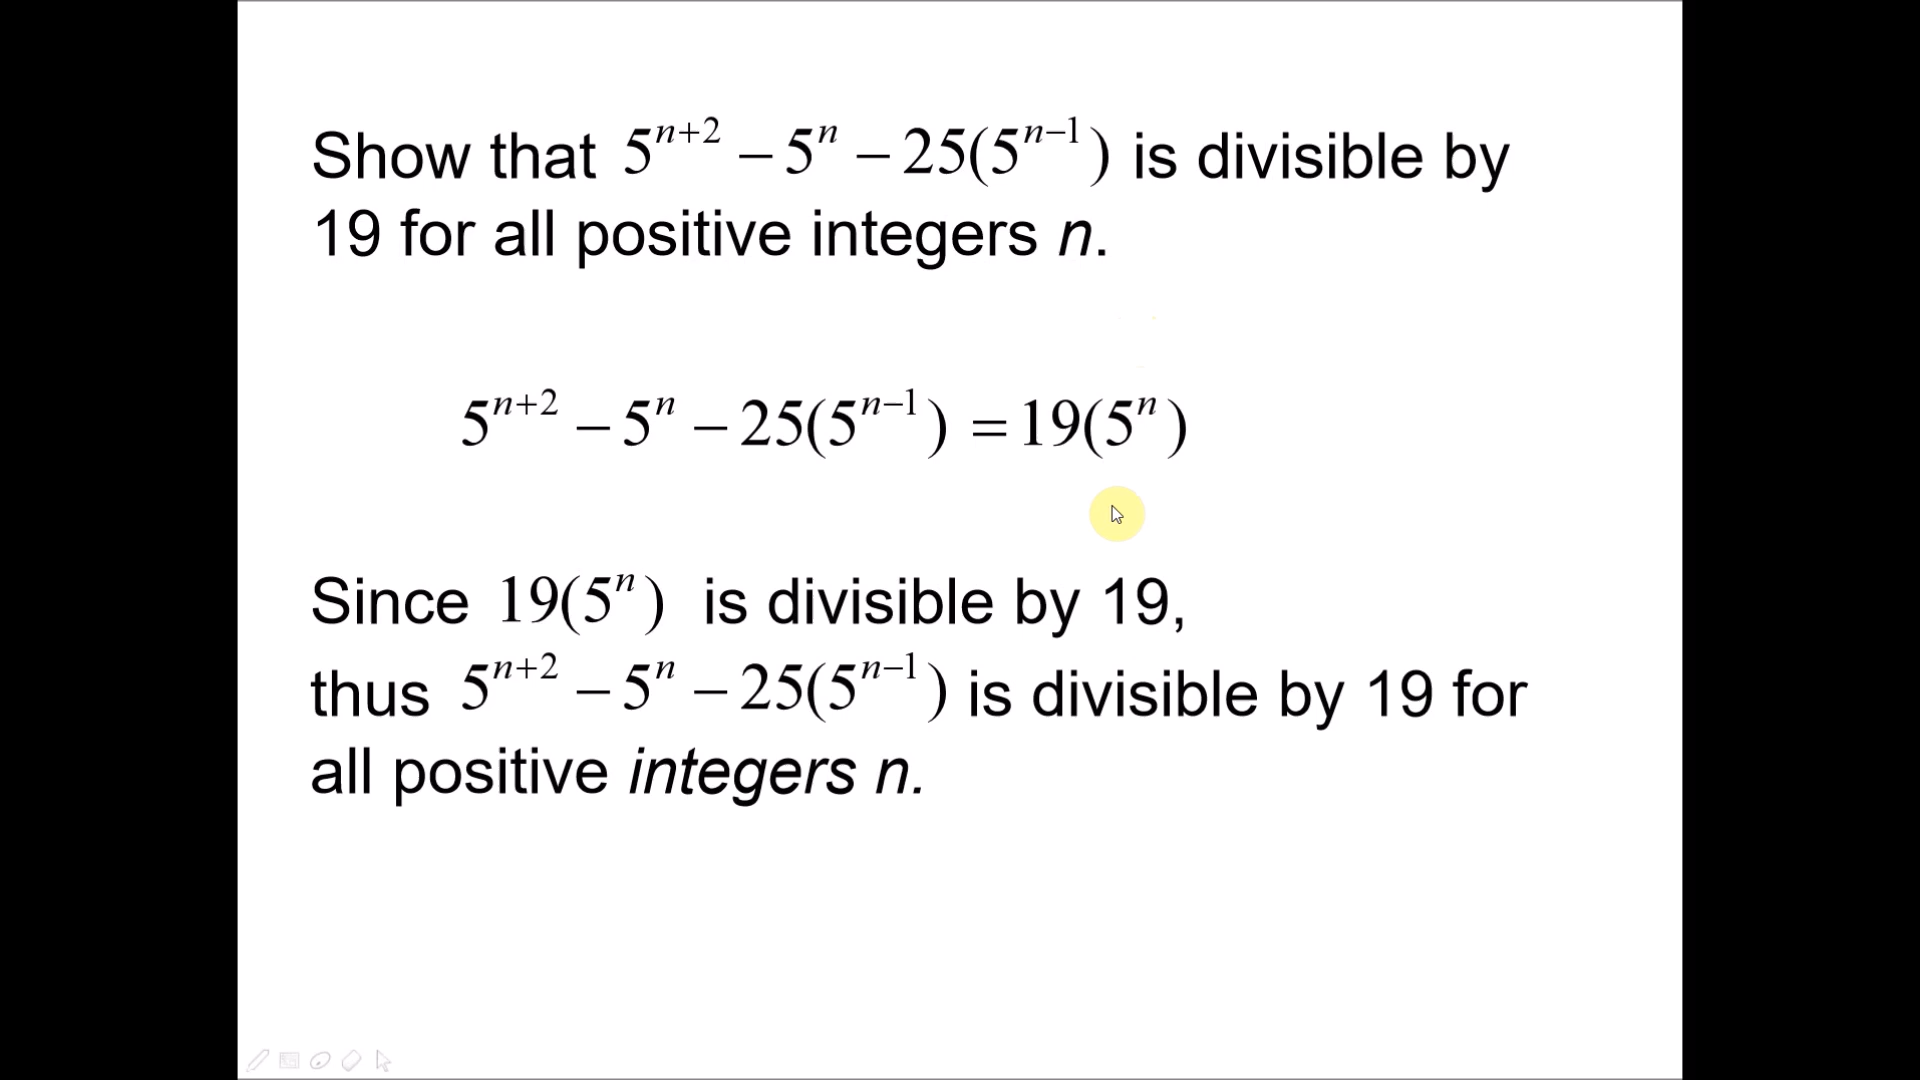 Show that 5^{n+2} − 5^n − 25(5^{n−1}) is divisible by
19 for all positive integers n.
5^{n+2} − 5^n − 25(5^{n−1}) = 19(5^n)
Since 19(5^n) is divisible by 19,
thus 5^{n+2} − 5^n − 25(5^{n−1}) is divisible by 19 for
all positive integers n.